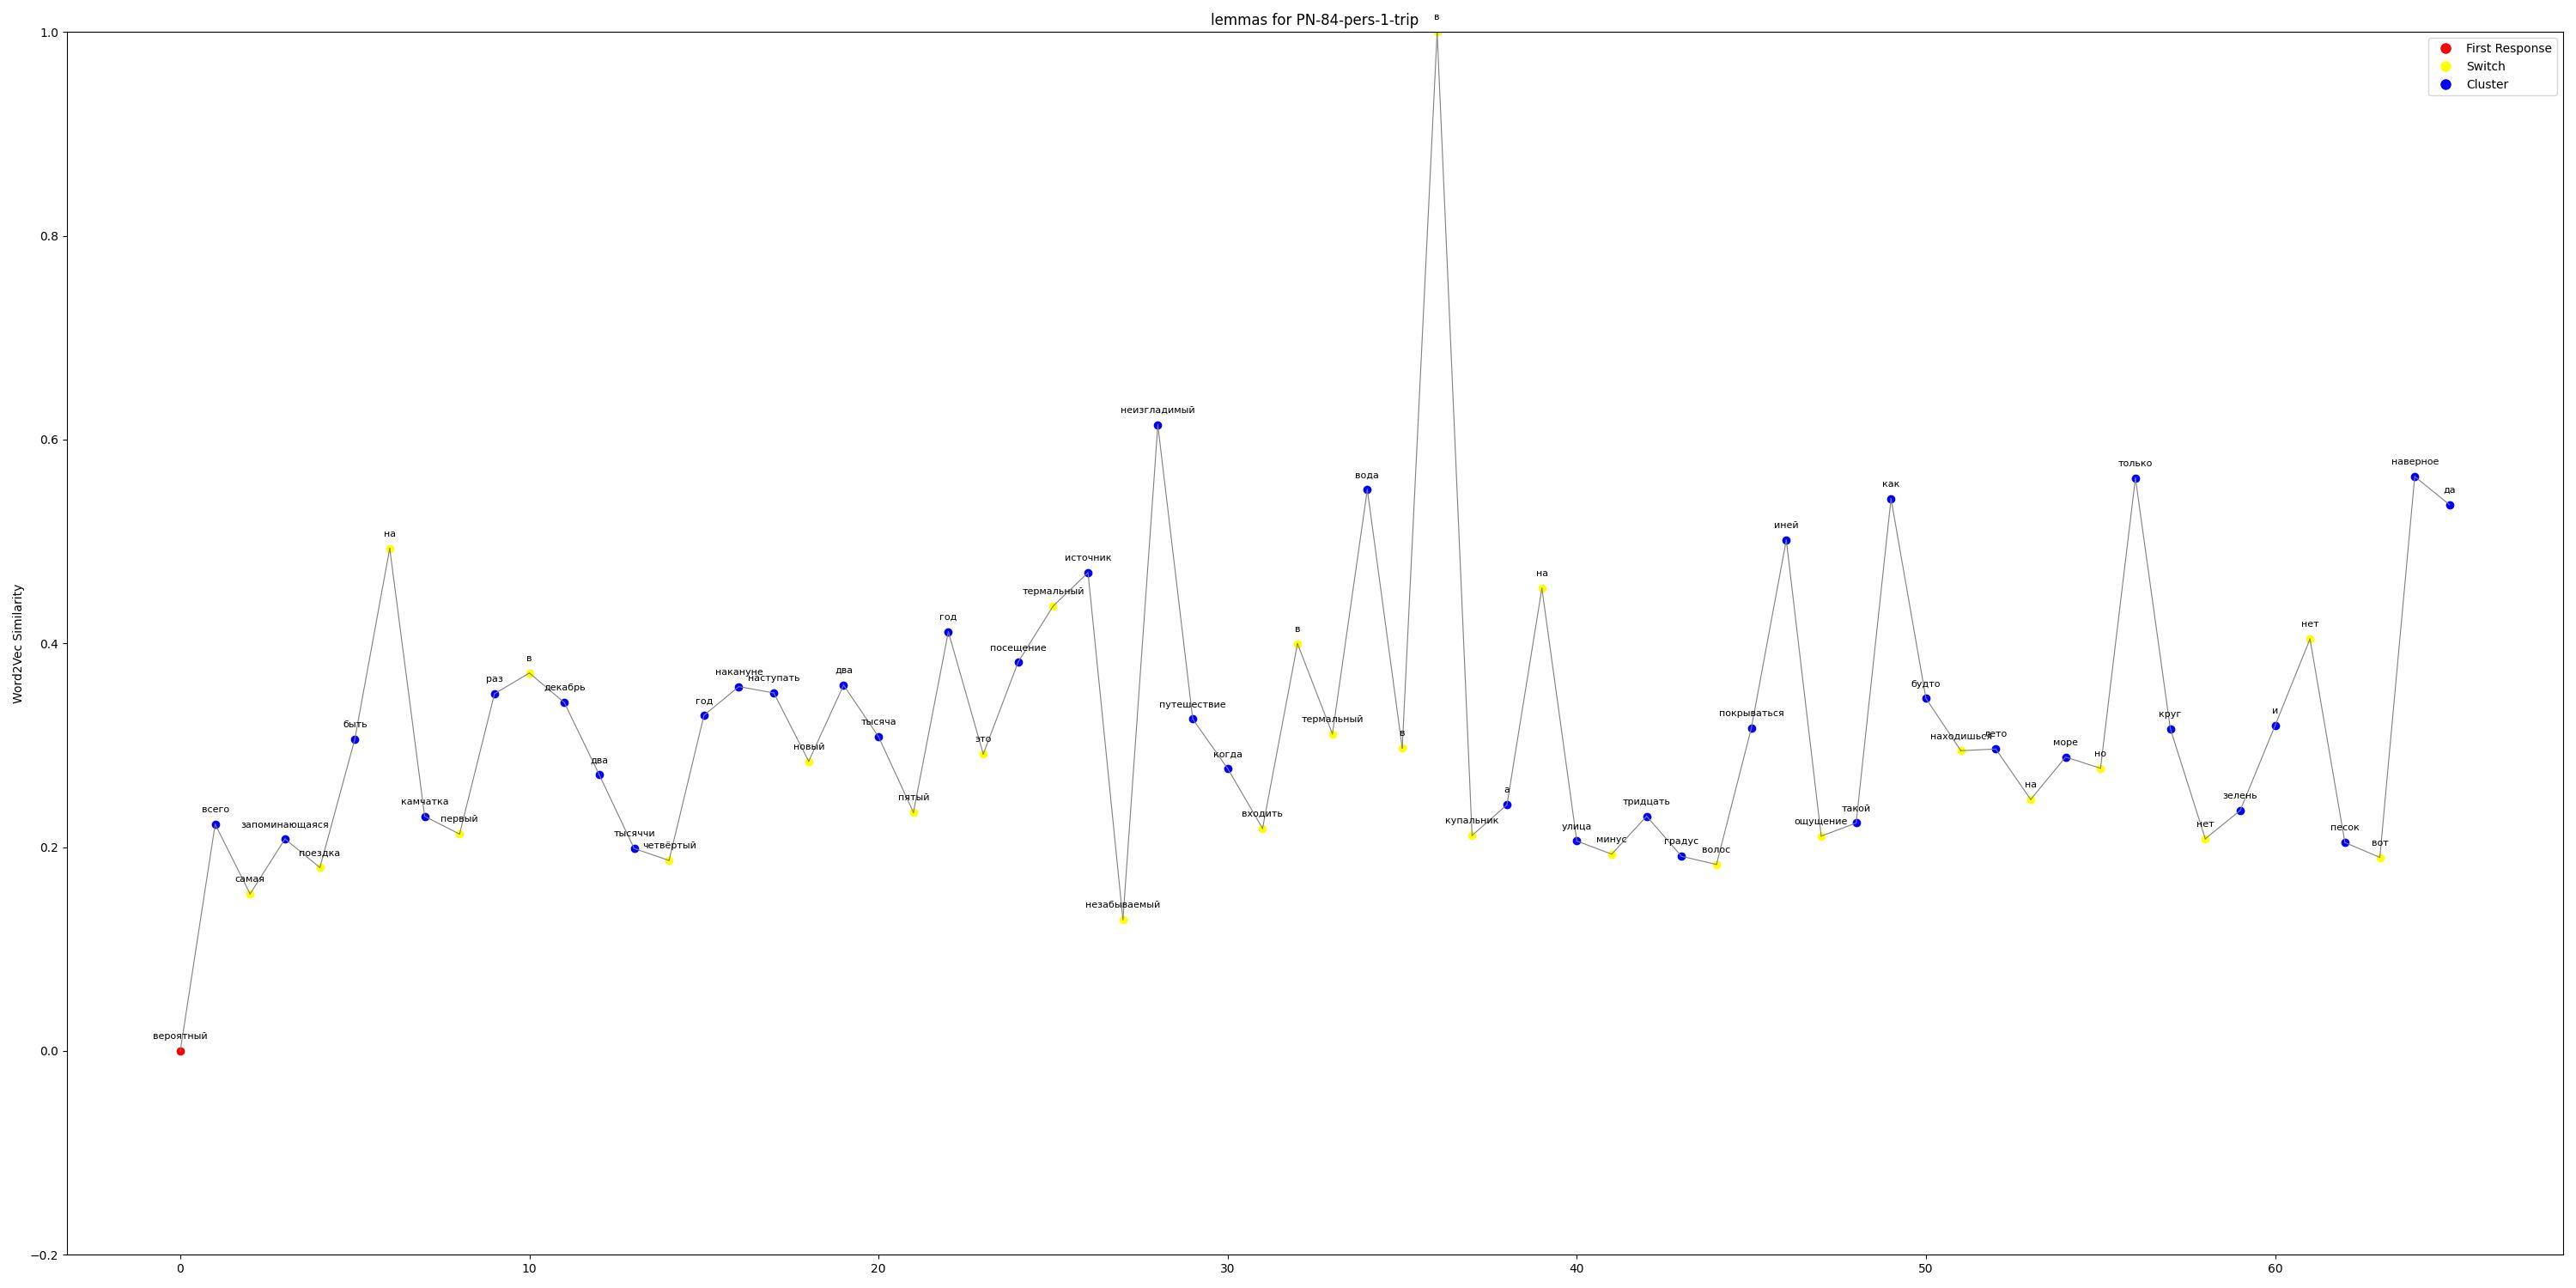 lemmas for PN-84-pers-1-trip
First Response
Switch
Cluster
Word2Vec Similarity
1.0
0.8
0.6
0.4
0.2
0.0
−0.2
0
10
20
30
40
50
60
вероятный
всего
самая
запоминающаяся
поездка
быть
на
камчатка
первый
раз
в
декабрь
два
тысяччи
четвёртый
год
накануне
наступать
новый
два
тысяча
пятый
год
это
посещение
термальный
источник
незабываемый
неизгладимый
путешествие
когда
входить
в
термальный
вода
в
в
купальник
а
на
улица
минус
тридцать
градус
волос
покрываться
иней
ощущение
такой
как
будто
находишься
лето
на
море
но
только
круг
нет
зелень
и
нет
песок
вот
наверное
да